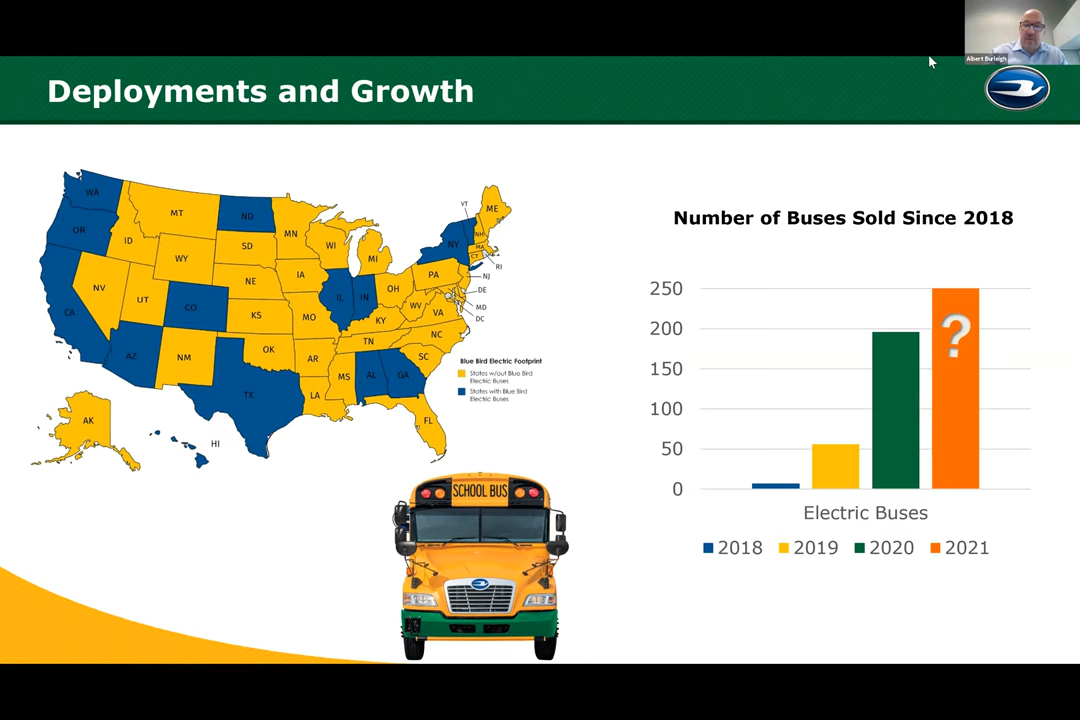 Albert Burleigh
Deployments and Growth
WA
OR
CA
NV
ID
MT
WY
UT
AZ
CO
NM
ND
SD
NE
KS
OK
TX
MN
IA
MO
AR
LA
WI
IL
IN
MI
OH
KY
TN
MS
AL
GA
FL
SC
NC
VA
WV
PA
NY
VT
NH
ME
MA
CT
RI
NJ
DE
MD
DC
AK
HI
Blue Bird Electric Footprint
States w/out Blue Bird
Electric Buses
States with Blue Bird
Electric Buses
SCHOOL BUS
Number of Buses Sold Since 2018
250
200
150
100
50
0
?
Electric Buses
2018 2019 2020 2021